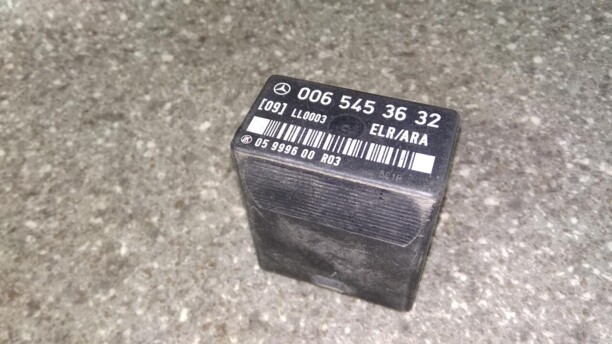 006 545 36 32
[09] LL0003
ELR/ARA
05 9996 00 R03